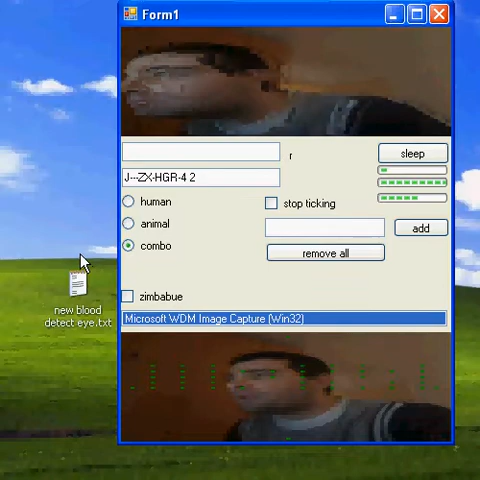 Form1
r
sleep
J---ZX-HGR-4 2
human
stop ticking
animal
add
combo
remove all
new blood
detect eye.txt
zimbabue
Microsoft WDM Image Capture (Win32)